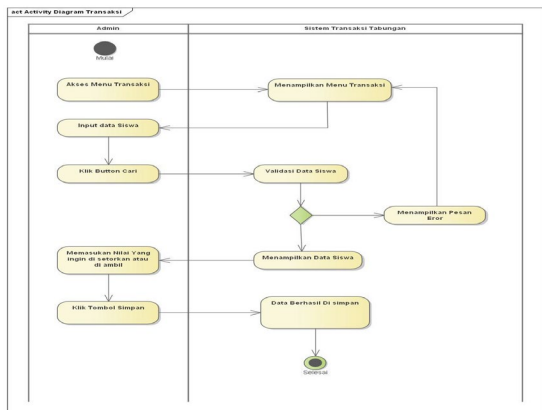 act Activity Diagram Transaksi
Admin
Sistem Transaksi Tabungan
Mulai
Akses Menu Transaksi
Menampilkan Menu Transaksi
Input data Siswa
Klik Button Cari
Validasi Data Siswa
Menampilkan Pesan
Eror
Memasukan Nilai Yang
ingin di setorkan atau
di ambil
Menampilkan Data Siswa
Klik Tombol Simpan
Data Berhasil Di simpan
Selesai